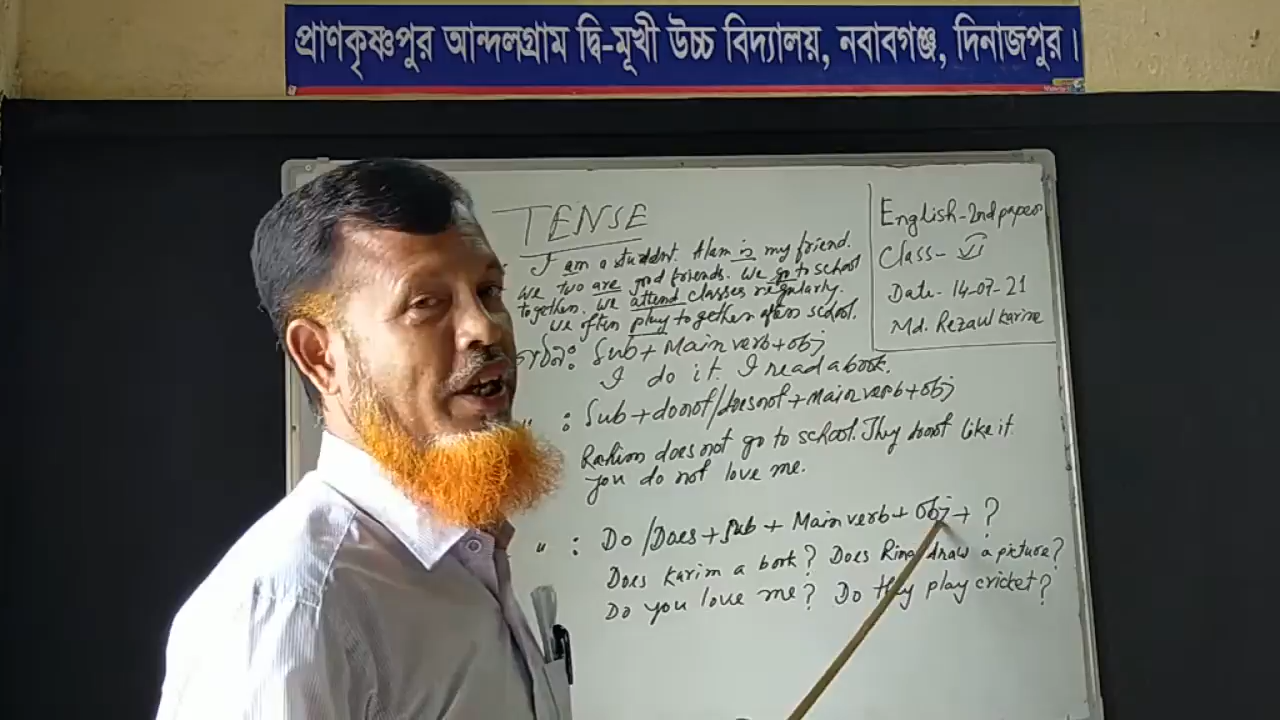 প্রাণকৃষ্ণপুর আন্দলগ্রাম দ্বি-মূখী উচ্চ বিদ্যালয়, নবাবগঞ্জ, দিনাজপুর।
TENSE
I am a student. Alam is my friend.
We two are good friends. We go to school
together. We attend classes regularly.
We often play together after school.
গঠনঃ Sub + Main verb + obj
I do it. I read a book.
" : Sub + do not/does not + main verb + obj
Rahim does not go to school. They donot like it.
you do not love me.
" : Do /Does + sub + Main verb + obj + ?
Does Karim a book? Does Rina draw a picture?
Do you love me? Do they play cricket?
English-2nd paper
Class- VI
Date- 14-07-21
Md. Rezaul Karim